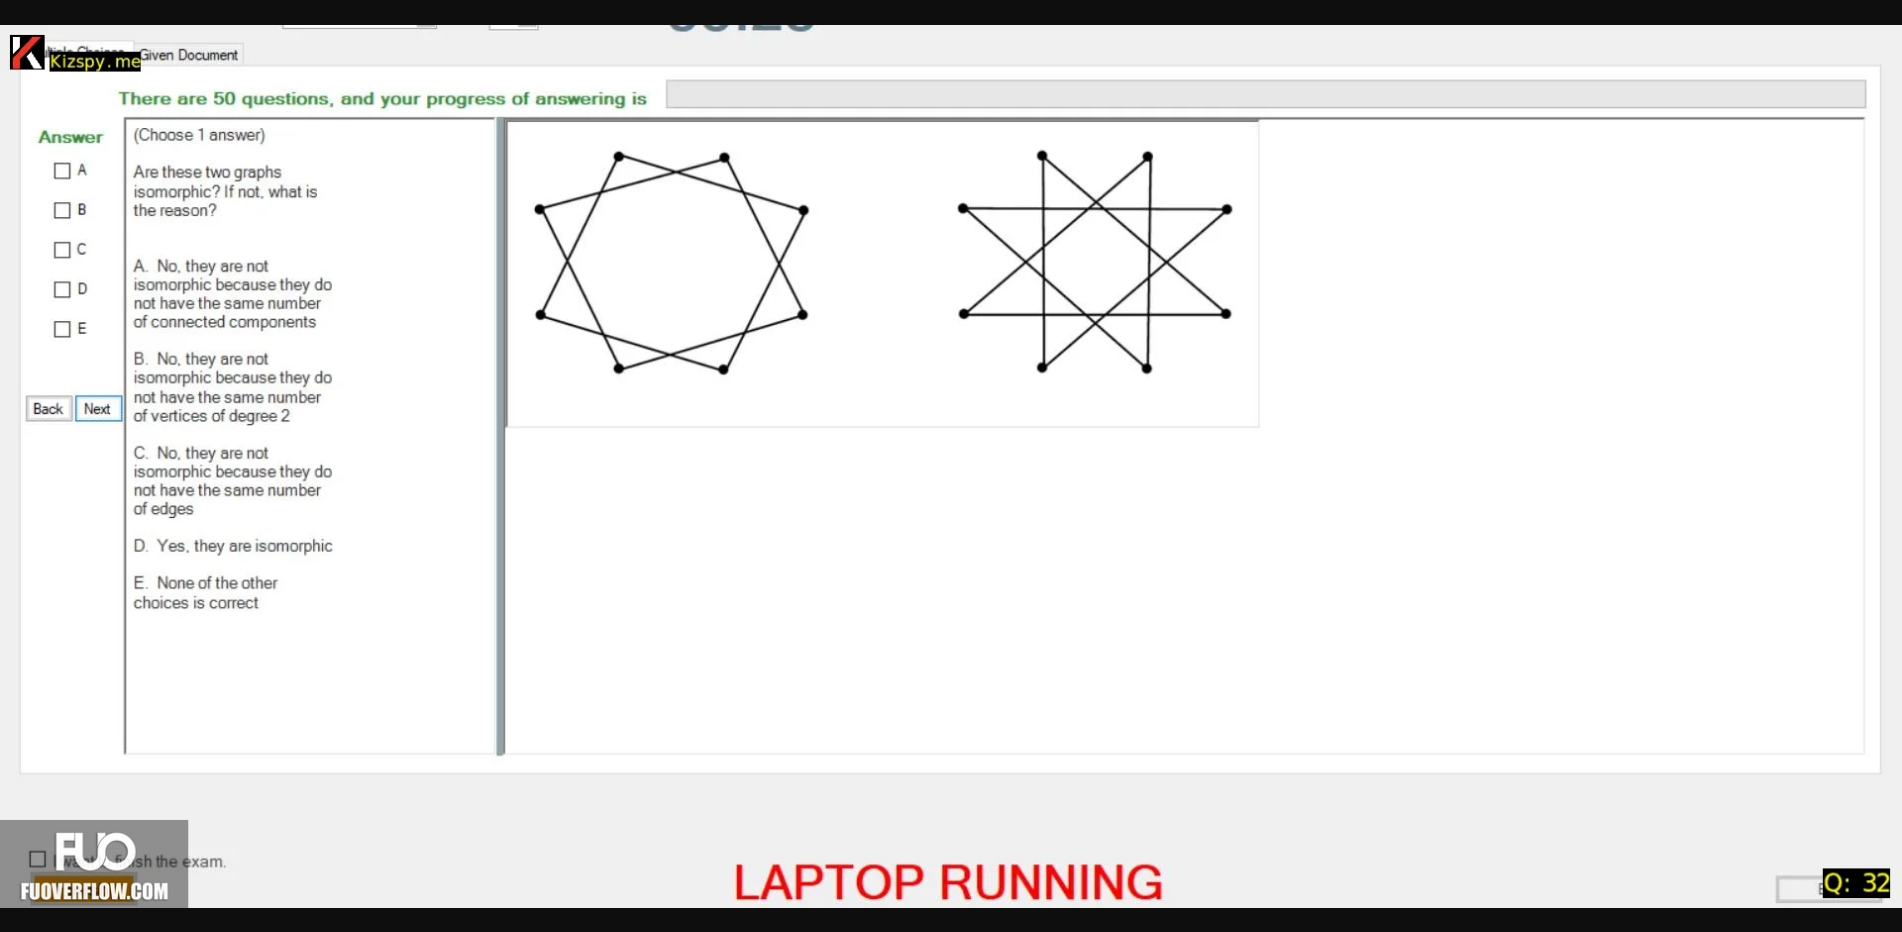 Kizspy.me
Given Document
There are 50 questions, and your progress of answering is
Answer
A
B
C
D
E
Back
Next
(Choose 1 answer)
Are these two graphs
isomorphic? If not, what is
the reason?
A. No, they are not
isomorphic because they do
not have the same number
of connected components
B. No, they are not
isomorphic because they do
not have the same number
of vertices of degree 2
C. No, they are not
isomorphic because they do
not have the same number
of edges
D. Yes, they are isomorphic
E. None of the other
choices is correct
the exam.
FUO
FUOVERFLOW.COM
LAPTOP RUNNING
Q: 32